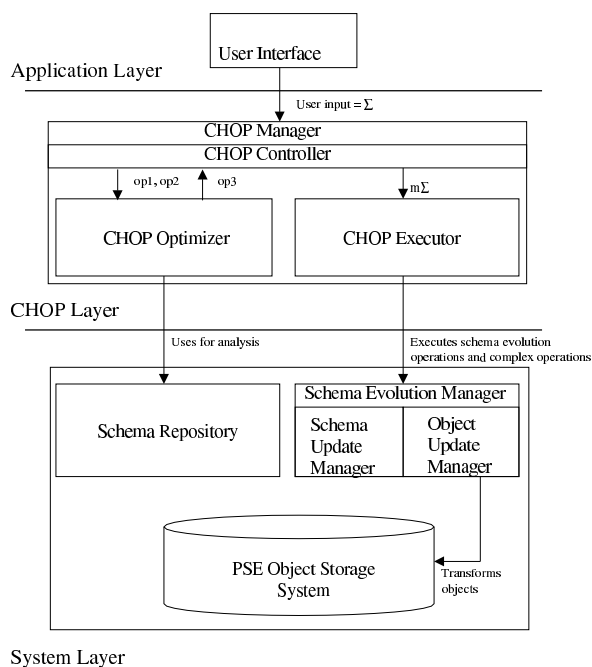 User Interface
Application Layer
User input = Σ
CHOP Manager
CHOP Controller
op1, op2
op3
mΣ
CHOP Optimizer
CHOP Executor
CHOP Layer
Uses for analysis
Executes schema evolution
operations and complex operations
Schema Evolution Manager
Schema Repository
Schema
Update
Manager
Object
Update
Manager
PSE Object Storage
System
Transforms
objects
System Layer